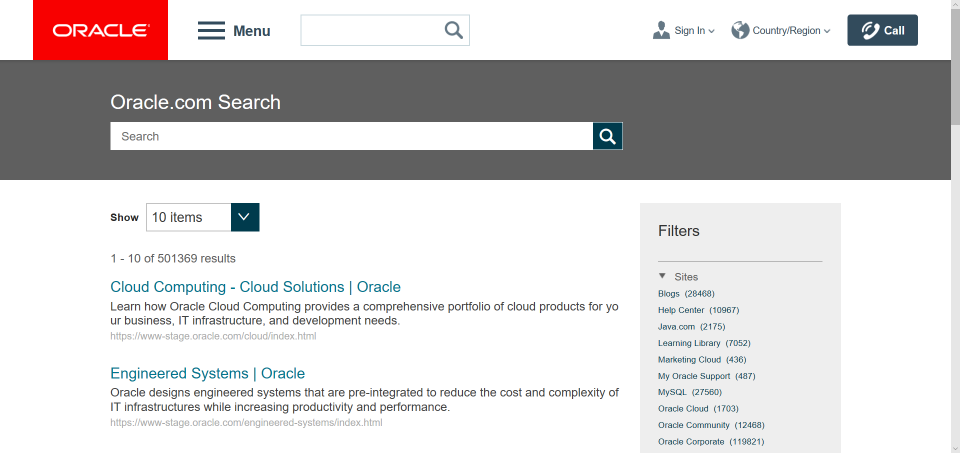 ORACLE
Menu
Sign In
Country/Region
Call
Oracle.com Search
Search
Show
10 items
1 - 10 of 501369 results
Cloud Computing - Cloud Solutions | Oracle
Learn how Oracle Cloud Computing provides a comprehensive portfolio of cloud products for yo
ur business, IT infrastructure, and development needs.
https://www-stage.oracle.com/cloud/index.html
Engineered Systems | Oracle
Oracle designs engineered systems that are pre-integrated to reduce the cost and complexity of
IT infrastructures while increasing productivity and performance.
https://www-stage.oracle.com/engineered-systems/index.html
Filters
Sites
Blogs (28468)
Help Center (10967)
Java.com (2175)
Learning Library (7052)
Marketing Cloud (436)
My Oracle Support (487)
MySQL (27560)
Oracle Cloud (1703)
Oracle Community (12468)
Oracle Corporate (119821)